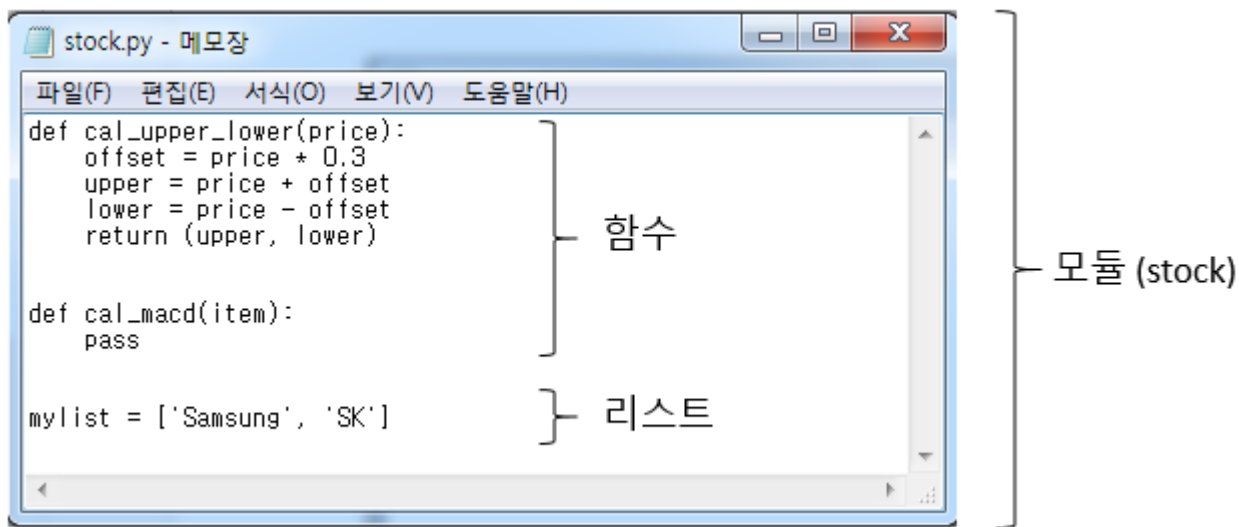 stock.py - 메모장
파일(F) 편집(E) 서식(O) 보기(V) 도움말(H)
def cal_upper_lower(price):
    offset = price * 0.3
    upper = price + offset
    lower = price - offset
    return (upper, lower)
함수
def cal_macd(item):
    pass
모듈 (stock)
mylist = ['Samsung', 'SK']
리스트